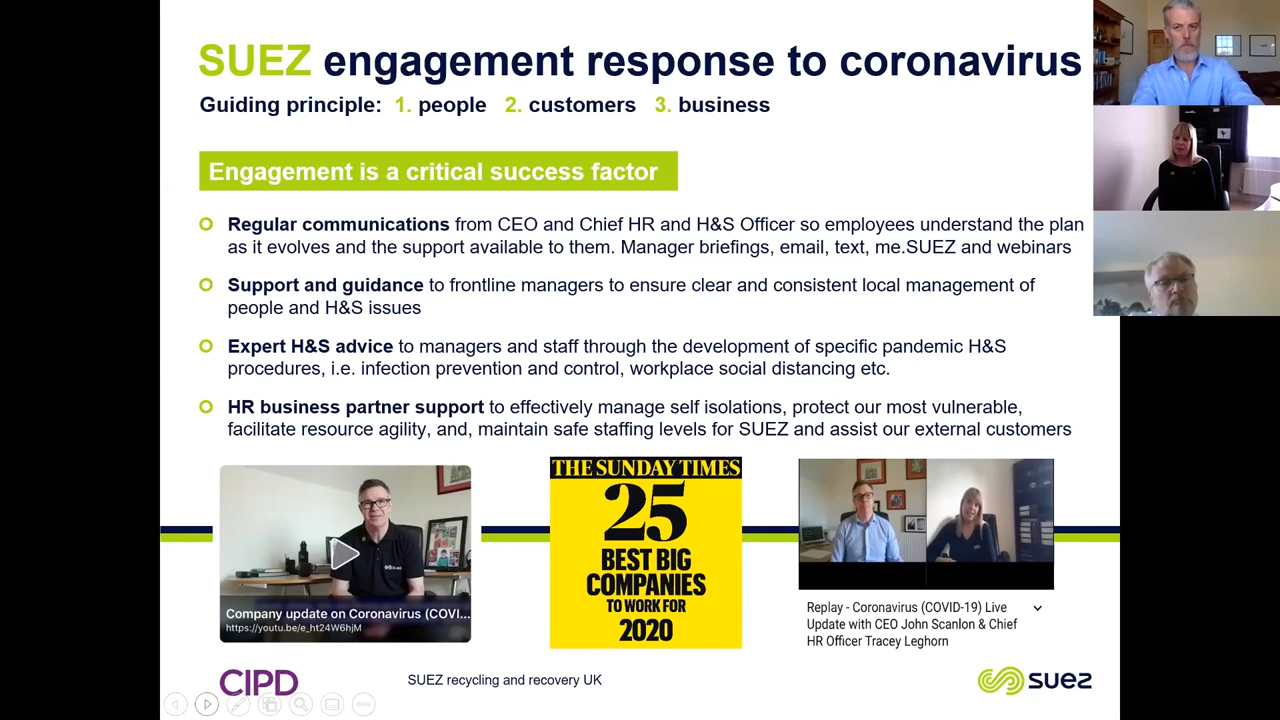 SUEZ engagement response to coronavirus
Guiding principle: 1. people 2. customers 3. business
Engagement is a critical success factor
Regular communications from CEO and Chief HR and H&S Officer so employees understand the plan
as it evolves and the support available to them. Manager briefings, email, text, me.SUEZ and webinars
Support and guidance to frontline managers to ensure clear and consistent local management of
people and H&S issues
Expert H&S advice to managers and staff through the development of specific pandemic H&S
procedures, i.e. infection prevention and control, workplace social distancing etc.
HR business partner support to effectively manage self isolations, protect our most vulnerable,
facilitate resource agility, and, maintain safe staffing levels for SUEZ and assist our external customers
suez
Company update on Coronavirus (COVI...
https://youtu.be/e_ht24W6hjM
THE SUNDAY TIMES
25
BEST BIG
COMPANIES
TO WORK FOR
2020
Replay - Coronavirus (COVID-19) Live
Update with CEO John Scanlon & Chief
HR Officer Tracey Leghorn
CIPD
SUEZ recycling and recovery UK
suez